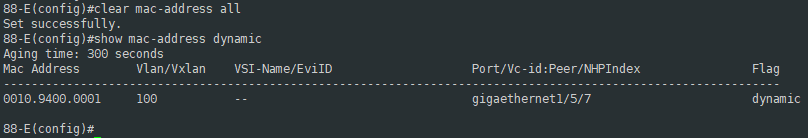 88-E(config)#clear mac-address all
Set successfully.
88-E(config)#show mac-address dynamic
Aging time: 300 seconds
Mac Address        Vlan/Vxlan    VSI-Name/EviID                    Port/Vc-id:Peer/NHPIndex                Flag
--------------------------------------------------------------------------------------------------------------
0010.9400.0001     100           --                                gigaethernet1/5/7                       dynamic
88-E(config)#